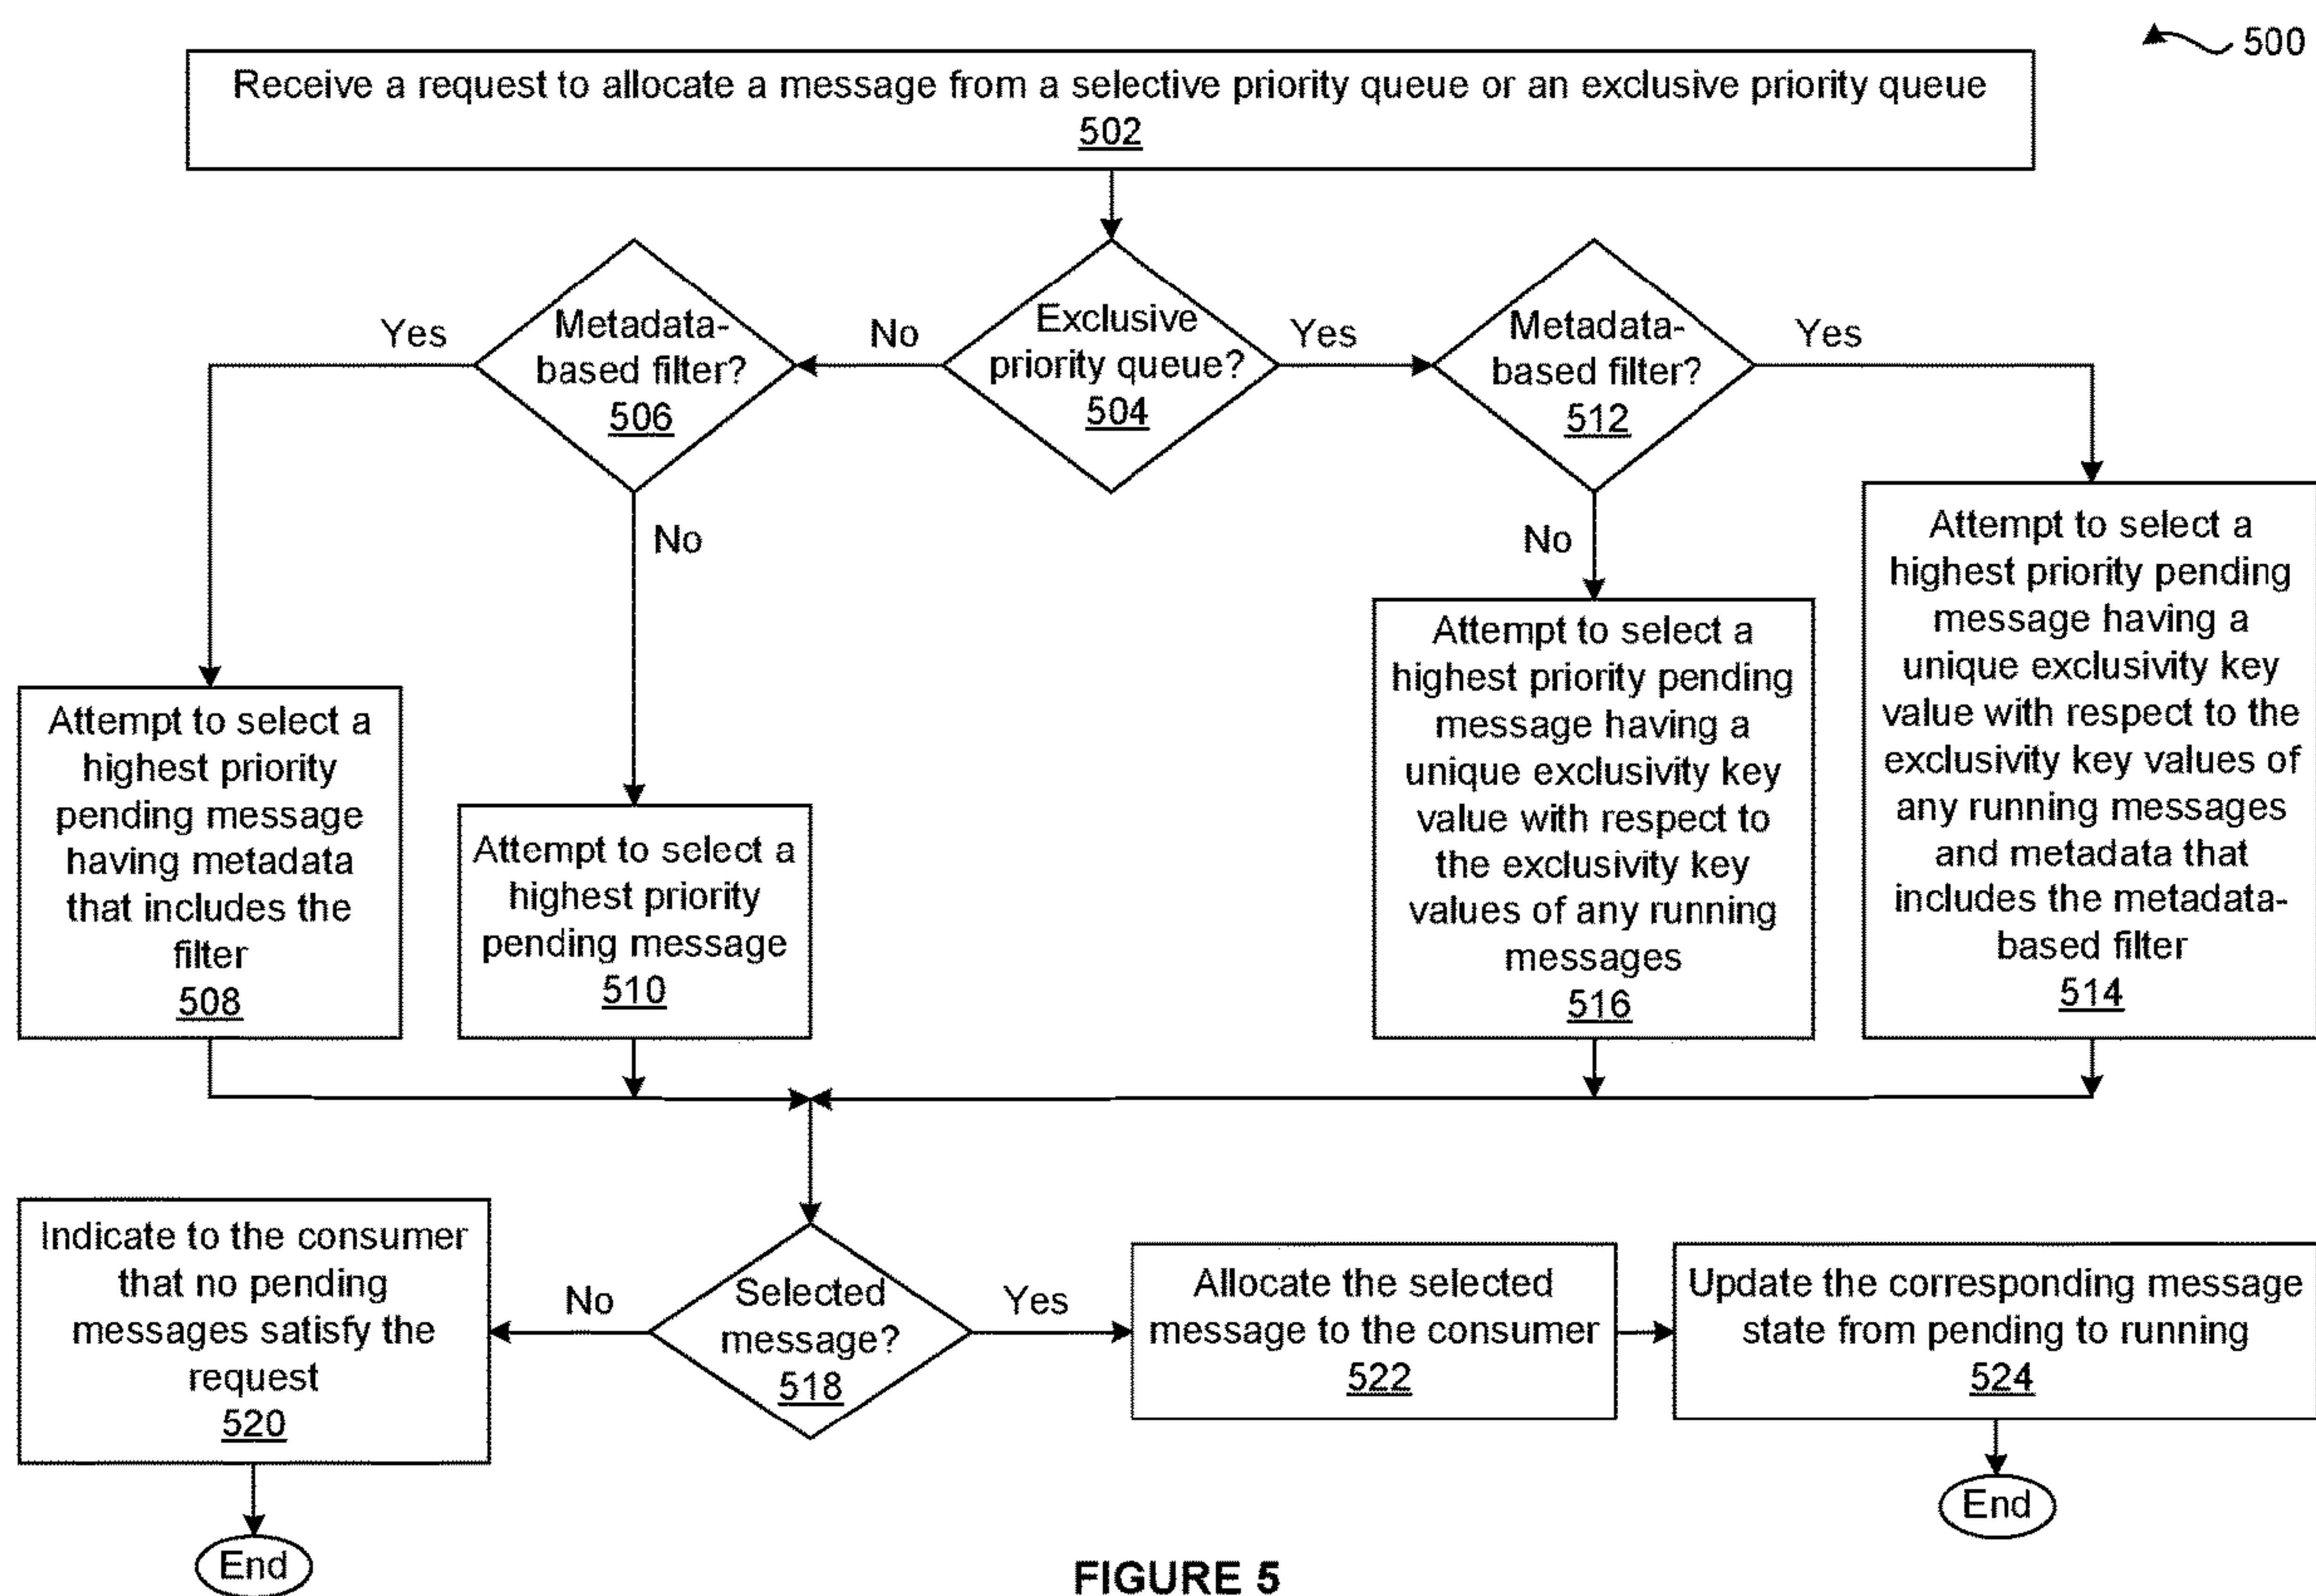 500
Receive a request to allocate a message from a selective priority queue or an exclusive priority queue
502
Yes
Metadata-
based filter?
506
No
Exclusive
priority queue?
504
Yes
Metadata-
based filter?
512
Yes
No
No
Attempt to select a
highest priority
pending message
having metadata
that includes the
filter
508
Attempt to select a
highest priority
pending message
510
Attempt to select a
highest priority pending
message having a
unique exclusivity key
value with respect to
the exclusivity key
values of any running
messages
516
Attempt to select a
highest priority pending
message having a
unique exclusivity key
value with respect to the
exclusivity key values of
any running messages
and metadata that
includes the metadata-
based filter
514
Indicate to the consumer
that no pending
messages satisfy the
request
520
No
Selected
message?
518
Yes
Allocate the selected
message to the consumer
522
Update the corresponding message
state from pending to running
524
End
End
FIGURE 5